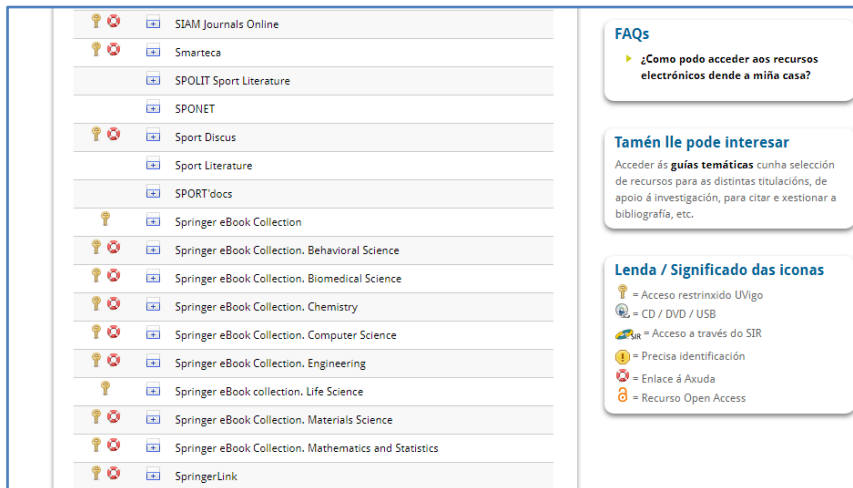 SIAM Journals Online
Smarteca
SPOLIT Sport Literature
SPONET
Sport Discus
Sport Literature
SPORT'docs
Springer eBook Collection
Springer eBook Collection. Behavioral Science
Springer eBook Collection. Biomedical Science
Springer eBook Collection. Chemistry
Springer eBook Collection. Computer Science
Springer eBook Collection. Engineering
Springer eBook collection. Life Science
Springer eBook Collection. Materials Science
Springer eBook Collection. Mathematics and Statistics
SpringerLink
FAQs
¿Como podo acceder aos recursos
electrónicos dende a miña casa?
Tamén lle pode interesar
Acceder ás guías temáticas cunha selección
de recursos para as distintas titulacións, de
apoio á investigación, para citar e xestionar a
bibliografía, etc.
Lenda / Significado das iconas
= Acceso restrinxido UVigo
= CD / DVD / USB
SIR = Acceso a través do SIR
= Precisa identificación
= Enlace á Axuda
= Recurso Open Access